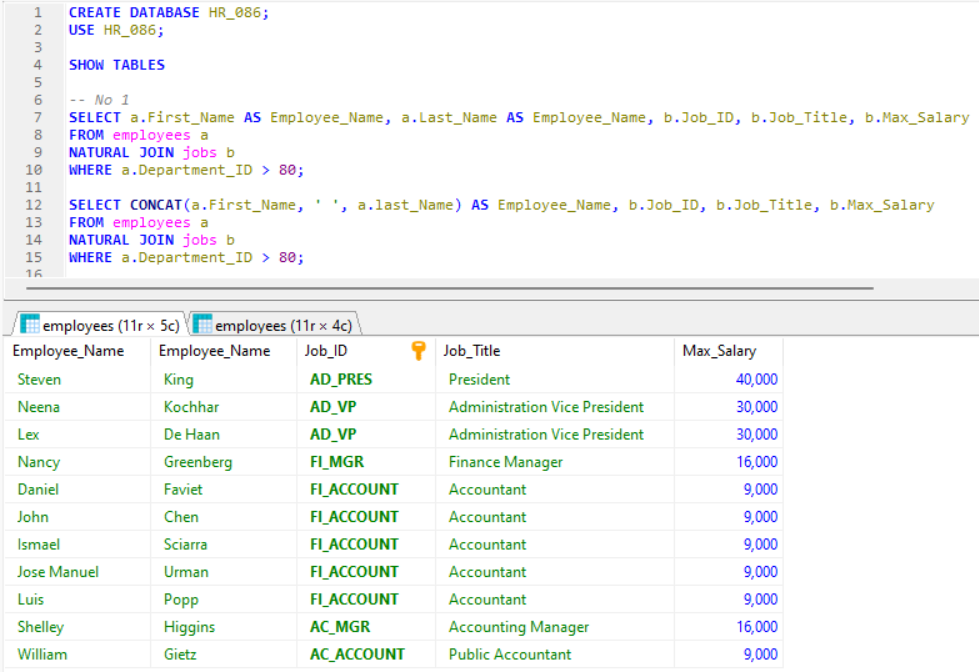 1 CREATE DATABASE HR_086;
2 USE HR_086;
3
4 SHOW TABLES
5
6 -- No 1
7 SELECT a.First_Name AS Employee_Name, a.Last_Name AS Employee_Name, b.Job_ID, b.Job_Title, b.Max_Salary
8 FROM employees a
9 NATURAL JOIN jobs b
10 WHERE a.Department_ID > 80;
11
12 SELECT CONCAT(a.First_Name, ' ', a.last_Name) AS Employee_Name, b.Job_ID, b.Job_Title, b.Max_Salary
13 FROM employees a
14 NATURAL JOIN jobs b
15 WHERE a.Department_ID > 80;
16
employees (11r × 5c) employees (11r × 4c)
Employee_Name Employee_Name Job_ID Job_Title Max_Salary
Steven King AD_PRES President 40,000
Neena Kochhar AD_VP Administration Vice President 30,000
Lex De Haan AD_VP Administration Vice President 30,000
Nancy Greenberg FI_MGR Finance Manager 16,000
Daniel Faviet FI_ACCOUNT Accountant 9,000
John Chen FI_ACCOUNT Accountant 9,000
Ismael Sciarra FI_ACCOUNT Accountant 9,000
Jose Manuel Urman FI_ACCOUNT Accountant 9,000
Luis Popp FI_ACCOUNT Accountant 9,000
Shelley Higgins AC_MGR Accounting Manager 16,000
William Gietz AC_ACCOUNT Public Accountant 9,000